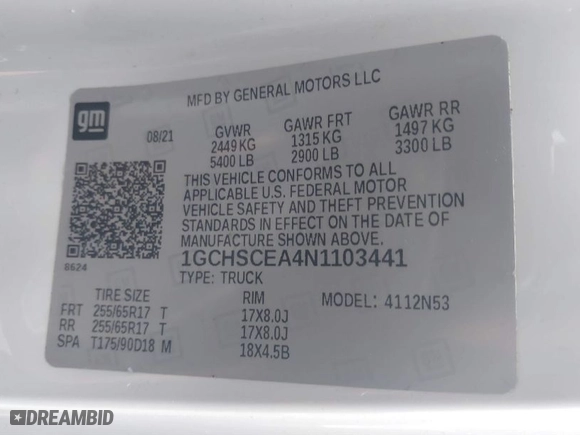 MFD BY GENERAL MOTORS LLC
gm
08/21 GVWR GAWR FRT GAWR RR
2449 KG 1315 KG 1497 KG
5400 LB 2900 LB 3300 LB
THIS VEHICLE CONFORMS TO ALL
APPLICABLE U.S. FEDERAL MOTOR
VEHICLE SAFETY AND THEFT PREVENTION
STANDARDS IN EFFECT ON THE DATE OF
MANUFACTURE SHOWN ABOVE.
8624
1GCHSCEA4N1103441
TYPE: TRUCK
TIRE SIZE RIM MODEL: 4112N53
FRT 255/65R17 T 17X8.0J
RR 255/65R17 T 17X8.0J
SPA T175/90D18 M 18X4.5B
DREAMBID